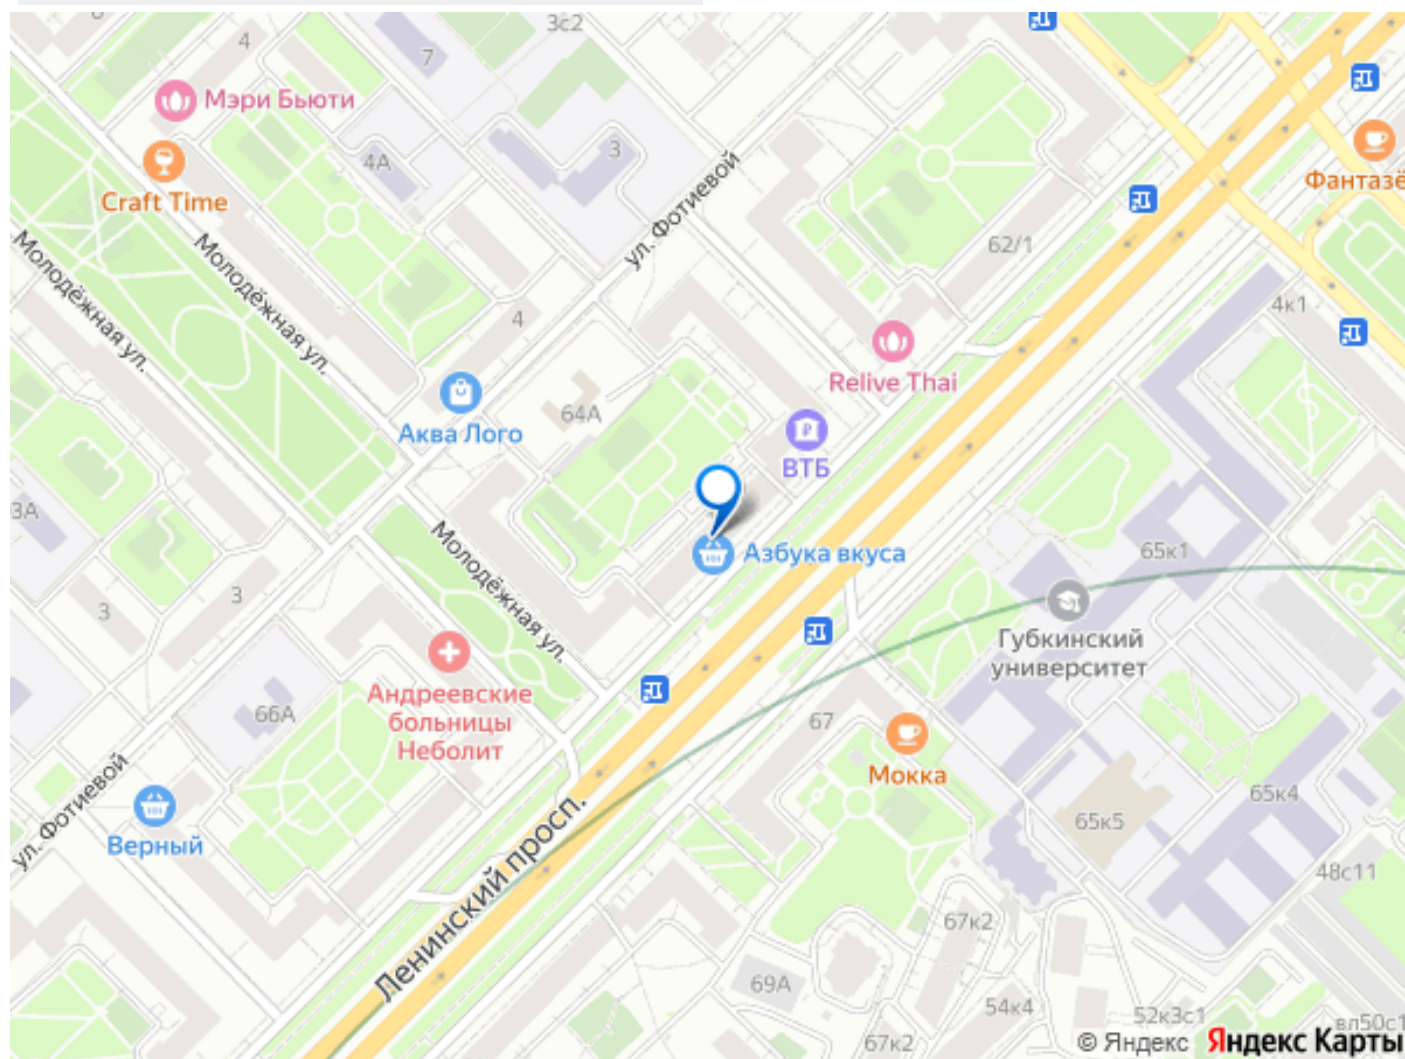 3с2
4
7
Мэри Бьюти
3
4А
Craft Time
Фантазё
ул. Фотиевой
Молодёжная ул.
Молодёжная ул.
62/1
4к1
4
Relive Thai
64А
Аква Лого
ВТБ
3А
Азбука вкуса
65к1
Молодёжная ул.
3
3
Губкинский
университет
Андреевские
больницы
Неболит
66А
67
Мокка
ул. Фотиевой
Верный
65к4
65к5
Ленинский просп.
48с11
67к2
69А
54к4
52к3с1
вл50с1
67к2
© Яндекс Яндекс Карты